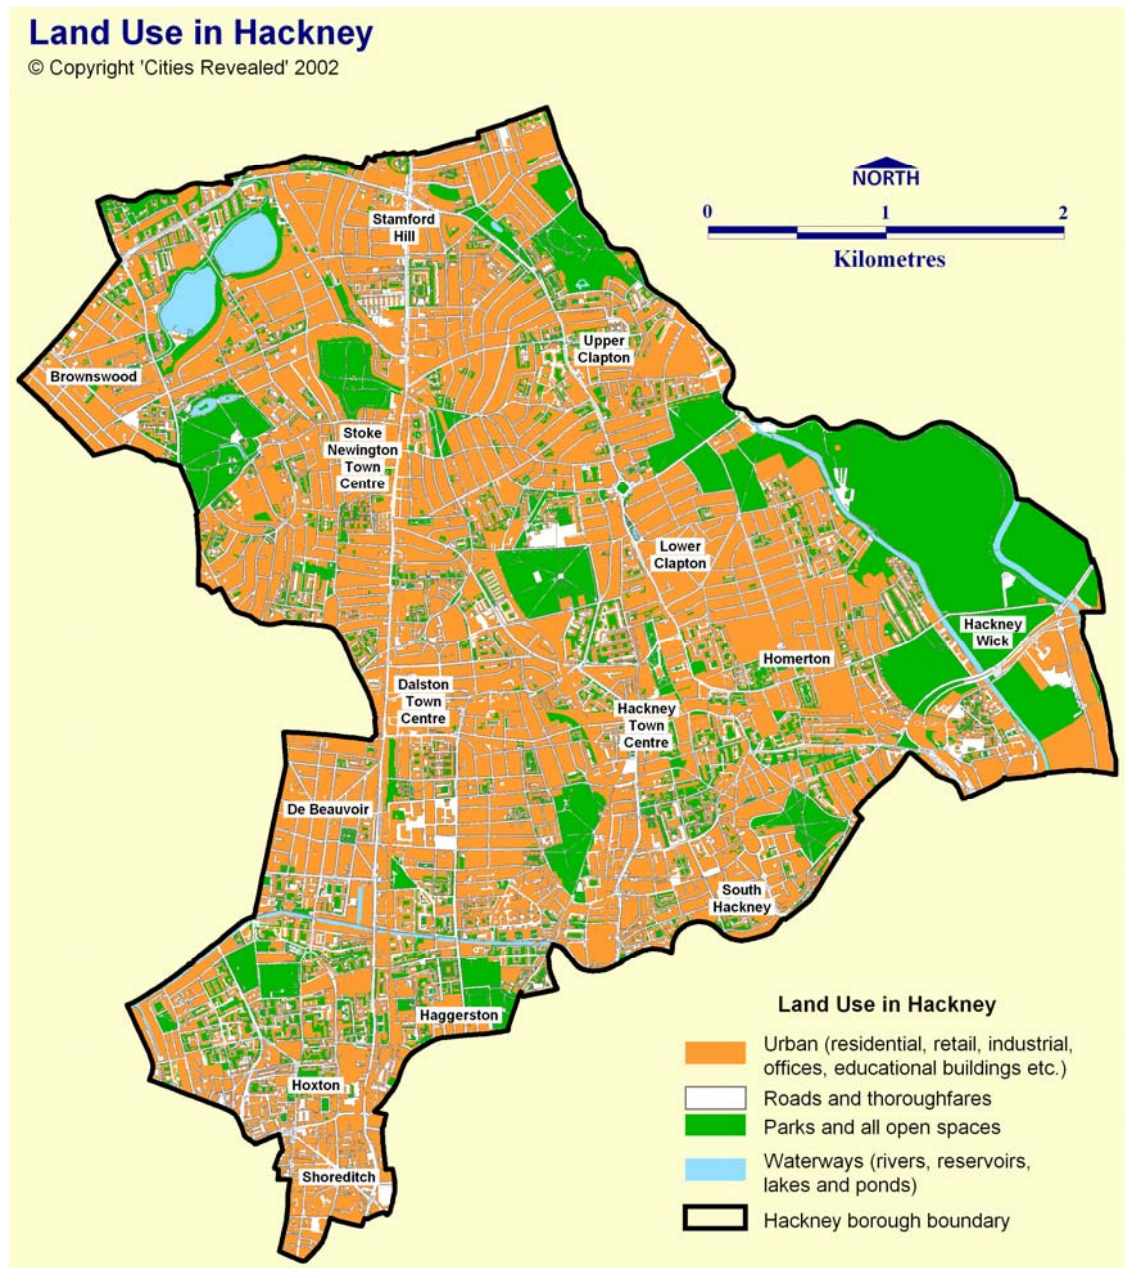 Land Use in Hackney
© Copyright 'Cities Revealed' 2002
NORTH
0
1
2
Kilometres
Stamford
Hill
Upper
Clapton
Brownswood
Stoke
Newington
Town
Centre
Lower
Clapton
Hackney
Wick
Homerton
Dalston
Town
Centre
Hackney
Town
Centre
De Beauvoir
South
Hackney
Haggerston
Hoxton
Shoreditch
Land Use in Hackney
Urban (residential, retail, industrial,
offices, educational buildings etc.)
Roads and thoroughfares
Parks and all open spaces
Waterways (rivers, reservoirs,
lakes and ponds)
Hackney borough boundary